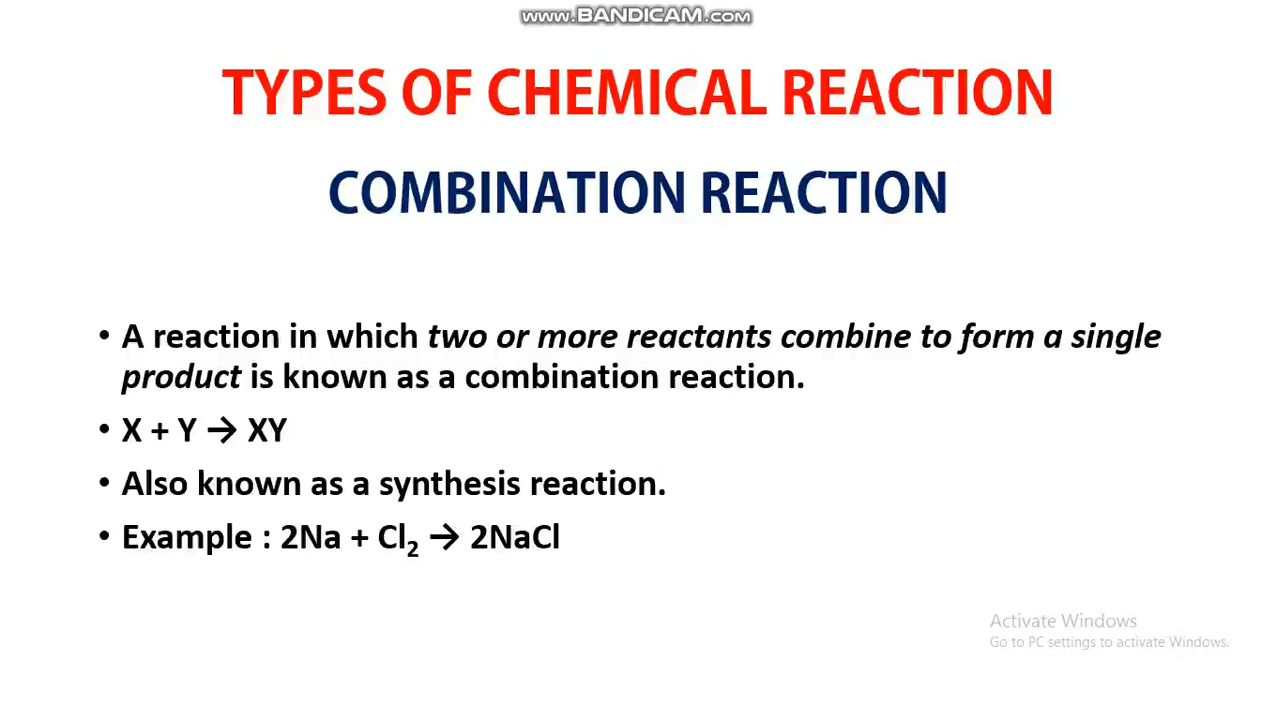 www.BANDICAM.com
TYPES OF CHEMICAL REACTION
COMBINATION REACTION
• A reaction in which two or more reactants combine to form a single
product is known as a combination reaction.
• X + Y → XY
• Also known as a synthesis reaction.
• Example : 2Na + Cl₂ → 2NaCl
Activate Windows
Go to PC settings to activate Windows.